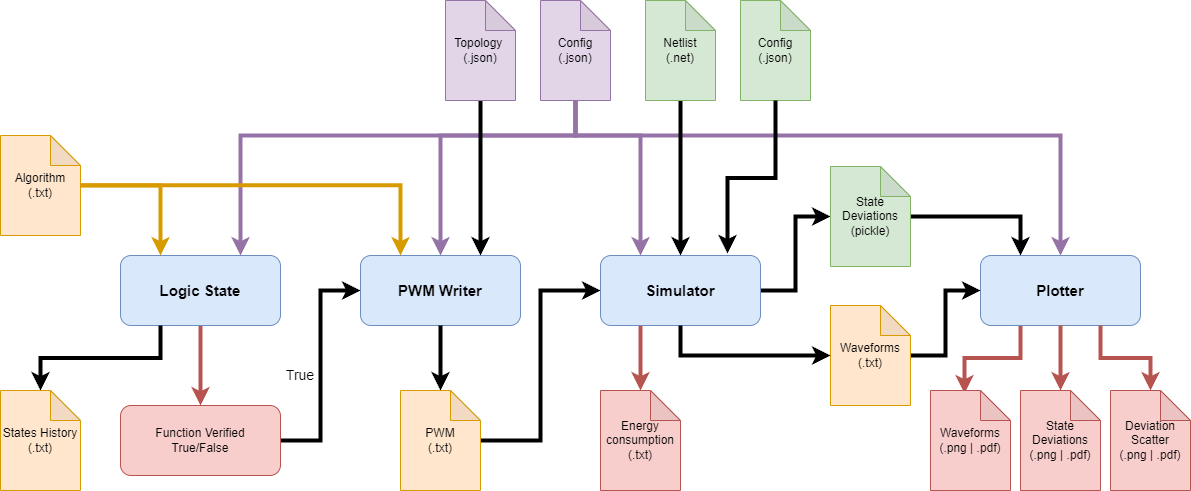 Topology
(.json)
Config
(.json)
Netlist
(.net)
Config
(.json)
Algorithm
(.txt)
State
Deviations
(pickle)
Logic State
PWM Writer
Simulator
Plotter
Waveforms
(.txt)
True
States History
(.txt)
Function Verified
True/False
PWM
(.txt)
Energy
consumption
(.txt)
Waveforms
(.png | .pdf)
State
Deviations
(.png | .pdf)
Deviation
Scatter
(.png | .pdf)